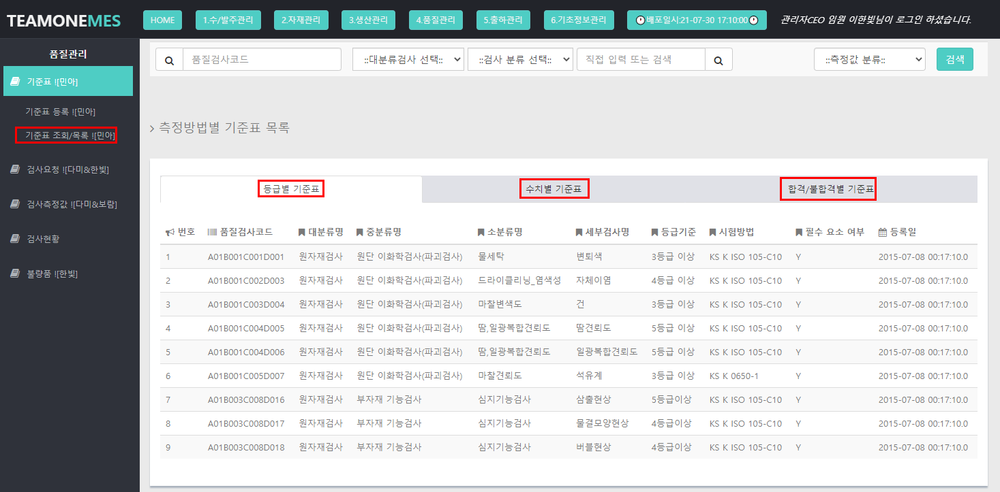 TEAMONEMES HOME 1.수/발주관리 2.자재관리 3.생산관리 4.품질관리 5.출하관리 6.기초정보관리 배포일시:21-07-30 17:10:00 관리자CEO 임원 이한빛님이 로그인 하셨습니다.
품질관리
기준표 ![민아]
기준표 등록 ![민아]
기준표 조회/목록 ![민아]
검사요청 ![다미&한빛]
검사측정값 ![다미&보람]
검사현황
불량품 ![한빛]
품질검사코드 ::대분류검사 선택:: ::검사 분류 선택:: 직접 입력 또는 검색 ::측정값 분류:: 검색
> 측정방법별 기준표 목록
등급별 기준표 수치별 기준표 합격/불합격별 기준표
번호 품질검사코드 대분류명 중분류명 소분류명 세부검사명 등급기준 시험방법 필수 요소 여부 등록일
1 A01B001C001D001 원자재검사 원단 이화학검사(파괴검사) 물세탁 변퇴색 3등급 이상 KS K ISO 105-C10 Y 2015-07-08 00:17:10.0
2 A01B001C002D003 원자재검사 원단 이화학검사(파괴검사) 드라이클리닝_염색성 자체이염 4등급 이상 KS K ISO 105-C10 Y 2015-07-08 00:17:10.0
3 A01B001C003D004 원자재검사 원단 이화학검사(파괴검사) 마찰변색도 건 3등급 이상 KS K ISO 105-C10 Y 2015-07-08 00:17:10.0
4 A01B001C004D005 원자재검사 원단 이화학검사(파괴검사) 땀,일광복합견뢰도 땀견뢰도 5등급 이상 KS K ISO 105-C10 Y 2015-07-08 00:17:10.0
5 A01B001C004D006 원자재검사 원단 이화학검사(파괴검사) 땀,일광복합견뢰도 일광복합견뢰도 5등급 이상 KS K ISO 105-C10 Y 2015-07-08 00:17:10.0
6 A01B001C005D007 원자재검사 원단 이화학검사(파괴검사) 마찰견뢰도 석유계 3등급 이상 KS K 0650-1 Y 2015-07-08 00:17:10.0
7 A01B003C008D016 원자재검사 부자재 기능검사 심지기능검사 삼출현상 5등급이상 KS K ISO 105-C10 Y 2015-07-08 00:17:10.0
8 A01B003C008D017 원자재검사 부자재 기능검사 심지기능검사 물결모양현상 4등급이상 KS K ISO 105-C10 Y 2015-07-08 00:17:10.0
9 A01B003C008D018 원자재검사 부자재 기능검사 심지기능검사 버블현상 4등급이상 KS K ISO 105-C10 Y 2015-07-08 00:17:10.0